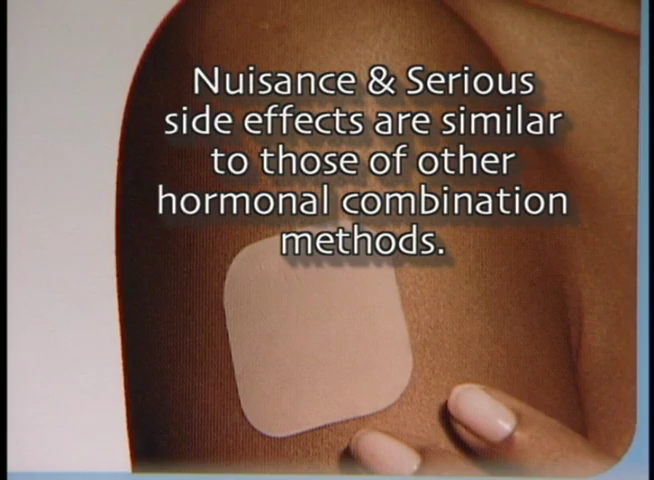 Nuisance & Serious
side effects are similar
to those of other
hormonal combination
methods.